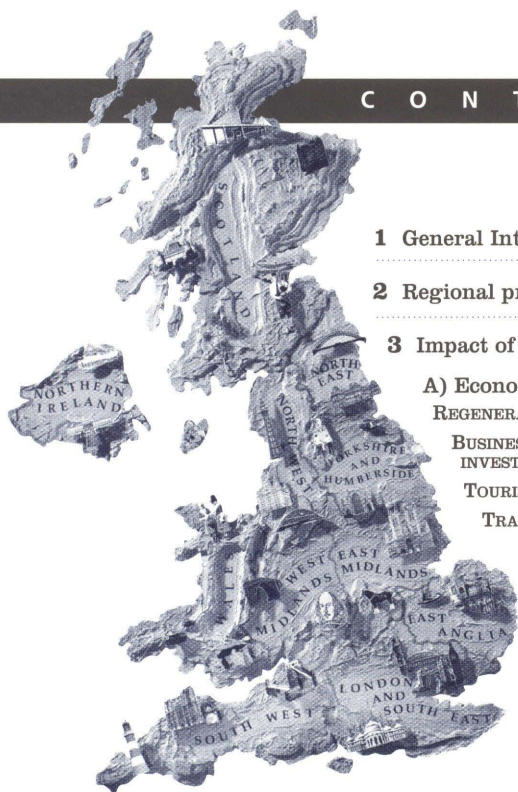 C O N T
1 General Int
2 Regional pr
3 Impact of
A) Econo
REGENERA
BUSINES
INVEST
TOURI
TRA
SCOTLAND
NORTHERN
IRELAND
NORTH
EAST
NORTH WEST
YORKSHIRE
AND
HUMBERSIDE
WALES
WEST
MIDLANDS
EAST
MIDLANDS
EAST
ANGLIA
LONDON
AND
SOUTH EAST
SOUTH WEST